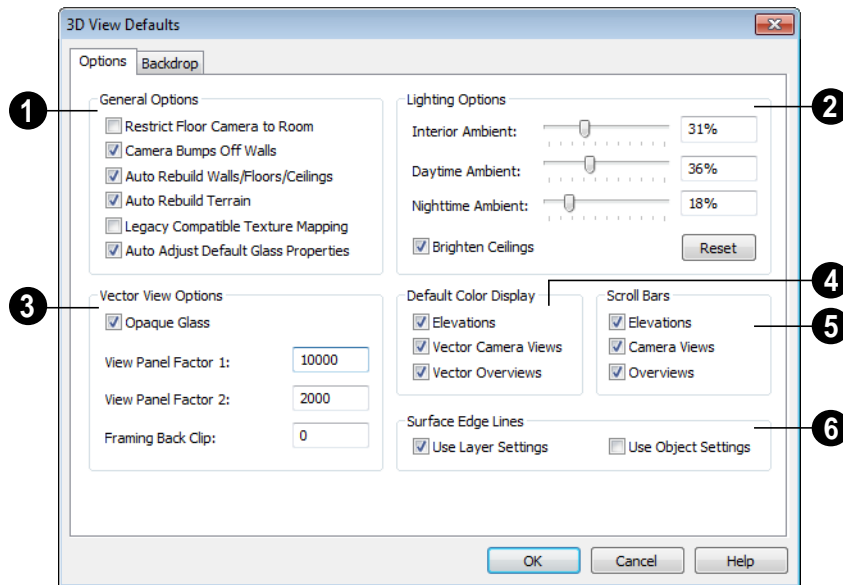 3D View Defaults
Options
Backdrop
1
General Options
Restrict Floor Camera to Room
Camera Bumps Off Walls
Auto Rebuild Walls/Floors/Ceilings
Auto Rebuild Terrain
Legacy Compatible Texture Mapping
Auto Adjust Default Glass Properties
2
Lighting Options
Interior Ambient: 31%
Daytime Ambient: 36%
Nighttime Ambient: 18%
Brighten Ceilings
Reset
3
Vector View Options
Opaque Glass
View Panel Factor 1: 10000
View Panel Factor 2: 2000
Framing Back Clip: 0
4
Default Color Display
Elevations
Vector Camera Views
Vector Overviews
5
Scroll Bars
Elevations
Camera Views
Overviews
6
Surface Edge Lines
Use Layer Settings
Use Object Settings
OK
Cancel
Help